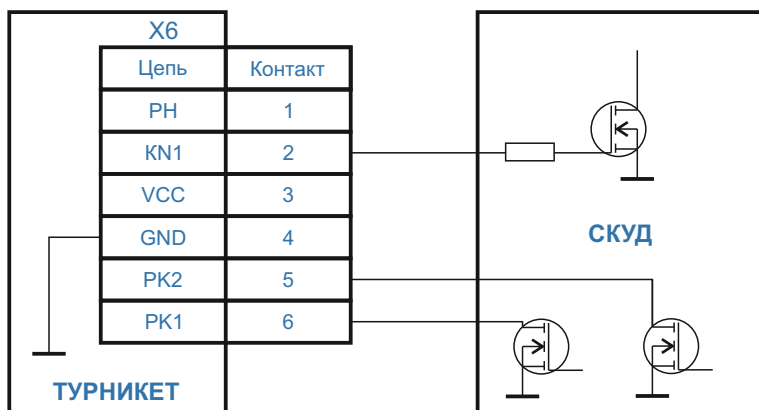 X6
Цепь Контакт
PH 1
KN1 2
VCC 3
GND 4
PK2 5
PK1 6
СКУД
ТУРНИКЕТ